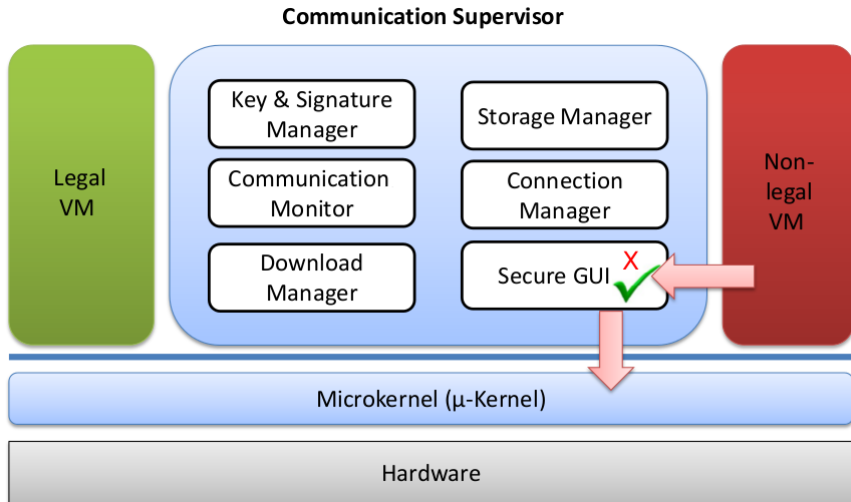 Communication Supervisor
Legal
VM
Key & Signature
Manager
Communication
Monitor
Download
Manager
Storage Manager
Connection
Manager
Secure GUI
X
Non-
legal
VM
Microkernel (μ-Kernel)
Hardware